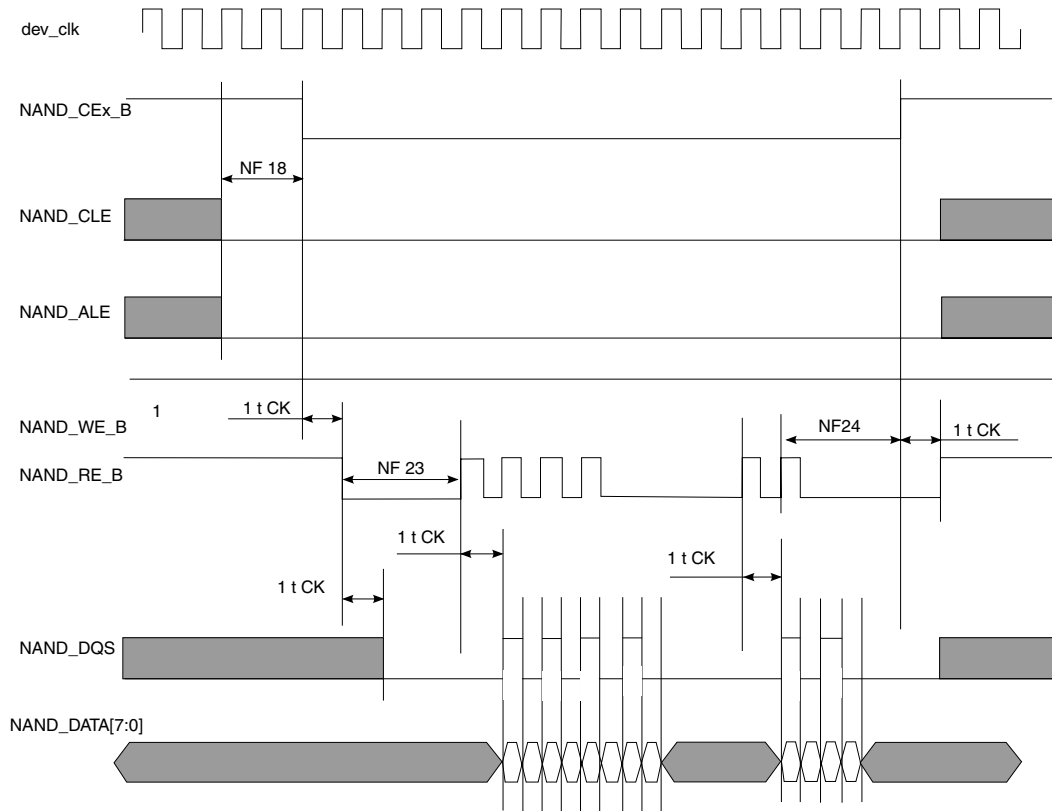 dev_clk
NAND_CEx_B
NF 18
NAND_CLE
NAND_ALE
1
1 t CK
NAND_WE_B
NF24
1 t CK
NAND_RE_B
NF 23
1 t CK
1 t CK
1 t CK
NAND_DQS
NAND_DATA[7:0]